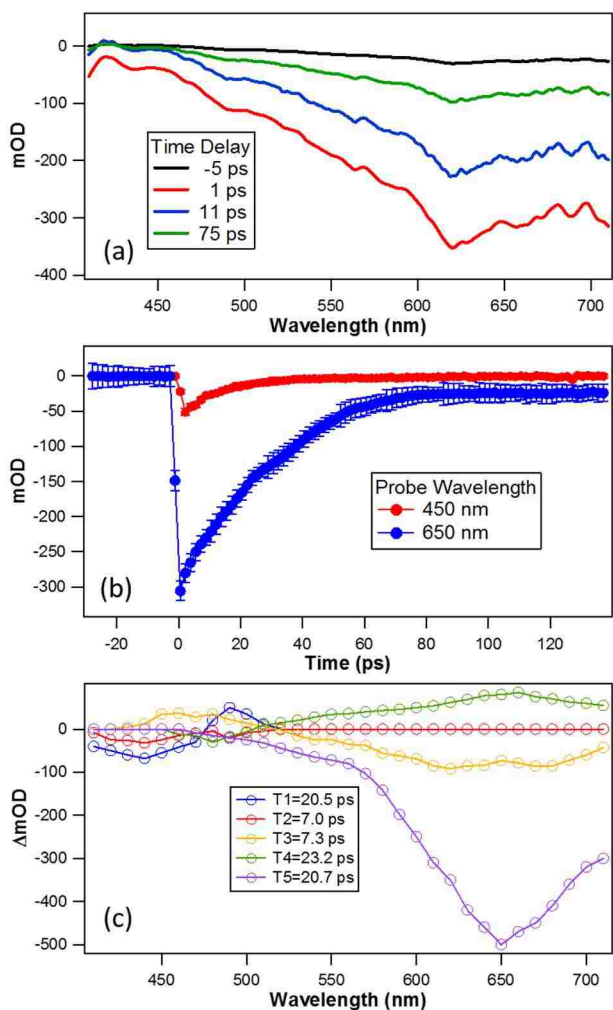 0
-100
-200
-300
-400
mOD
Time Delay
-5 ps
1 ps
11 ps
75 ps
(a)
450 500 550 600 650 700
Wavelength (nm)
0
-50
-100
-150
-200
-250
-300
mOD
Probe Wavelength
450 nm
650 nm
(b)
-20 0 20 40 60 80 100 120
Time (ps)
0
-100
-200
-300
-400
-500
ΔmOD
T1=20.5 ps
T2=7.0 ps
T3=7.3 ps
T4=23.2 ps
T5=20.7 ps
(c)
450 500 550 600 650 700
Wavelength (nm)